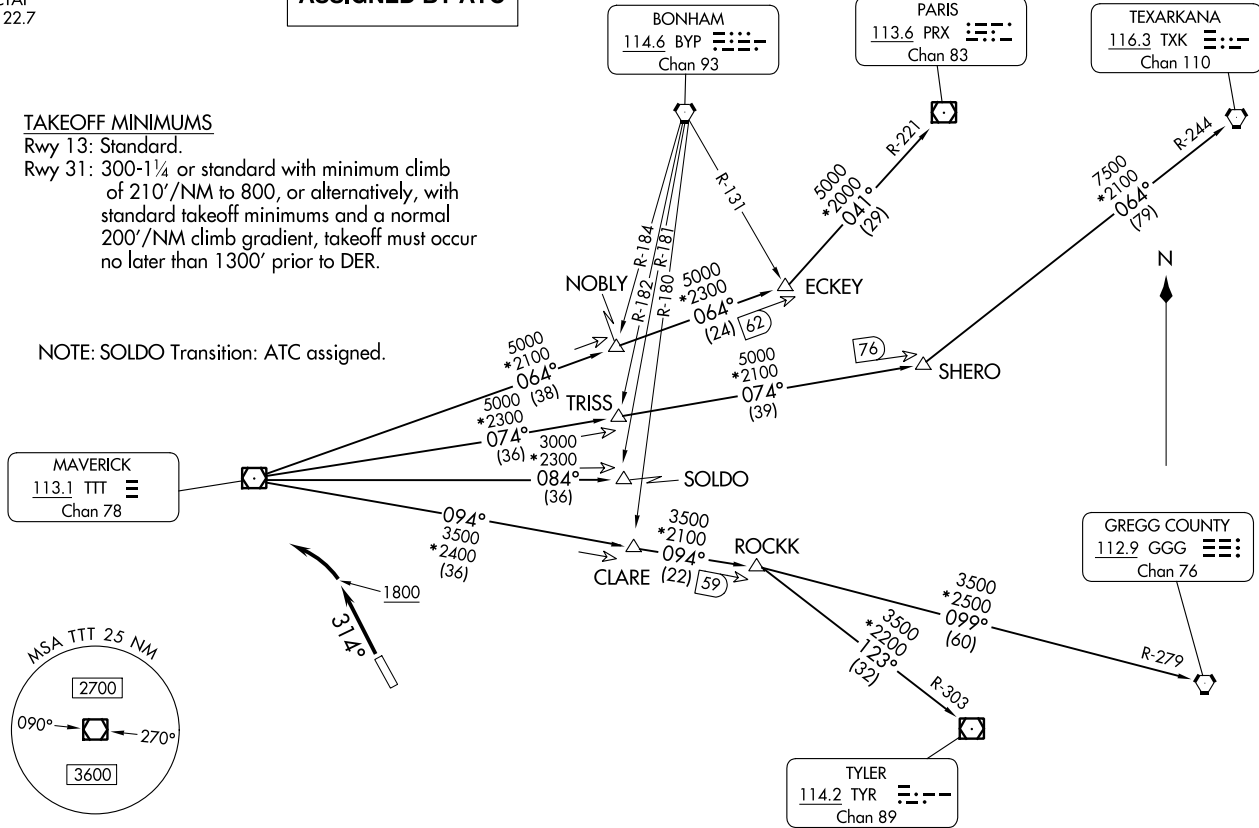 22.7
ASSIGNED BY ATC
BONHAM
114.6 BYP
Chan 93
PARIS
113.6 PRX
Chan 83
TEXARKANA
116.3 TXK
Chan 110
TAKEOFF MINIMUMS
Rwy 13: Standard.
Rwy 31: 300-1¼ or standard with minimum climb
of 210'/NM to 800, or alternatively, with
standard takeoff minimums and a normal
200'/NM climb gradient, takeoff must occur
no later than 1300' prior to DER.
NOTE: SOLDO Transition: ATC assigned.
R-221
R-244
R-131
R-184
R-181
R-182
R-180
5000
*2000
041°
(29)
7500
*2100
064°
(79)
N
NOBLY
5000
*2300
064°
(24)
62
ECKEY
5000
*2100
064°
(38)
TRISS
5000
*2100
074°
(39)
76
SHERO
5000
*2300
074°
(36)
3000
*2300
084°
(36)
SOLDO
MAVERICK
113.1 TTT
Chan 78
094°
3500
*2400
(36)
CLARE
3500
*2100
094°
(22)
59
ROCKK
GREGG COUNTY
112.9 GGG
Chan 76
3500
*2500
099°
(60)
R-279
3500
*2200
123°
(32)
R-303
1800
314°
MSA TTT 25 NM
2700
090°
270°
3600
TYLER
114.2 TYR
Chan 89